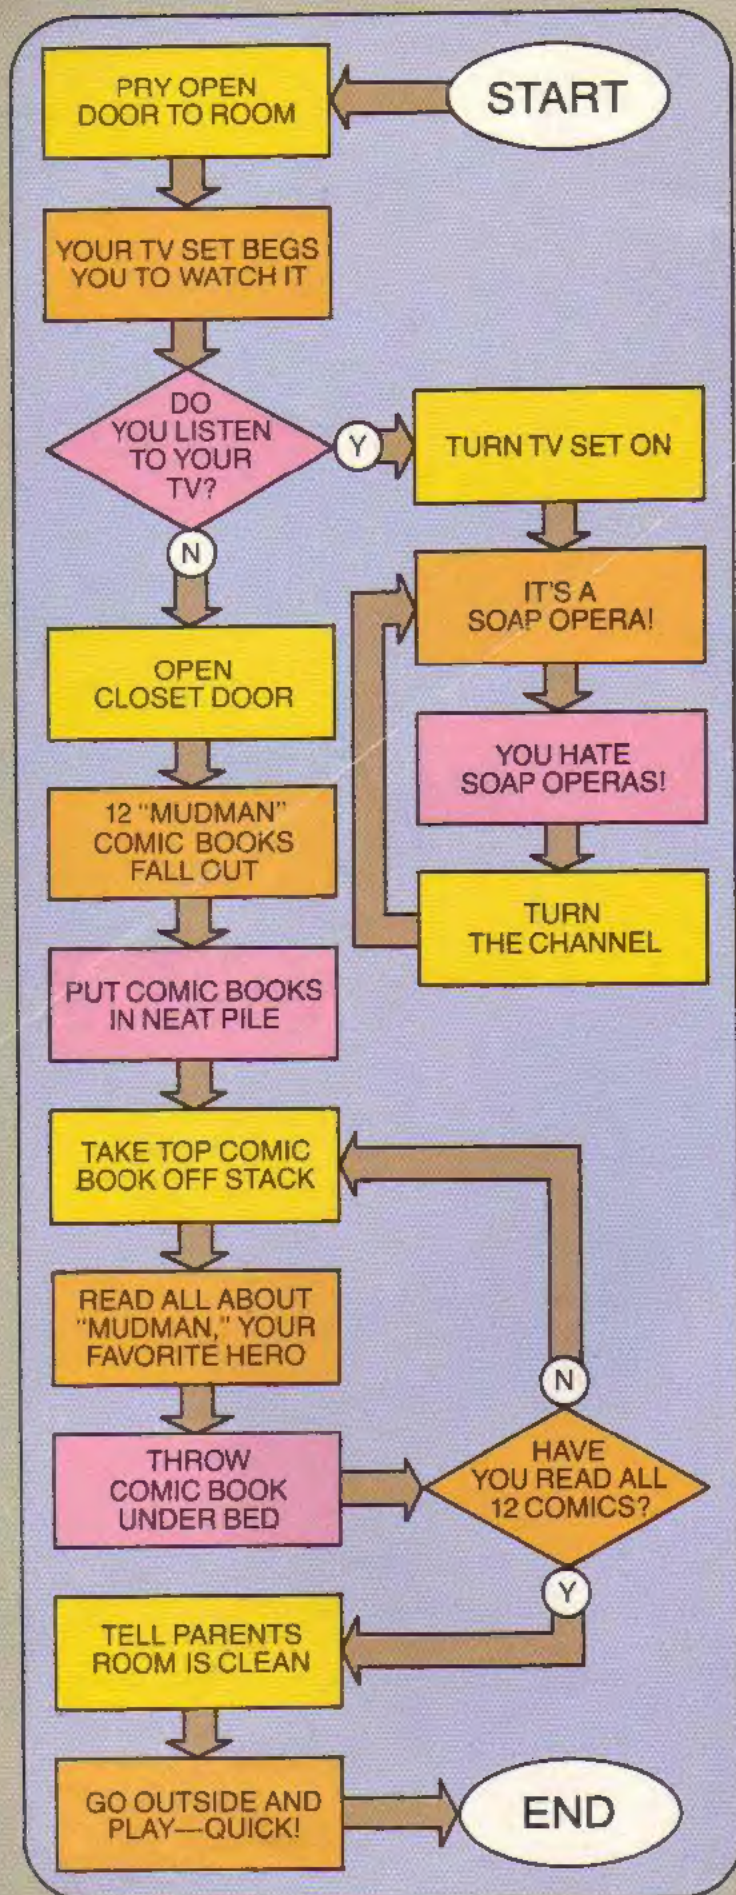 START
PRY OPEN
DOOR TO ROOM
YOUR TV SET BEGS
YOU TO WATCH IT
DO
YOU LISTEN
TO YOUR
TV?
Y
TURN TV SET ON
IT'S A
SOAP OPERA!
YOU HATE
SOAP OPERAS!
TURN
THE CHANNEL
N
OPEN
CLOSET DOOR
12 "MUDMAN"
COMIC BOOKS
FALL OUT
PUT COMIC BOOKS
IN NEAT PILE
TAKE TOP COMIC
BOOK OFF STACK
READ ALL ABOUT
"MUDMAN," YOUR
FAVORITE HERO
THROW
COMIC BOOK
UNDER BED
HAVE
YOU READ ALL
12 COMICS?
N
Y
TELL PARENTS
ROOM IS CLEAN
GO OUTSIDE AND
PLAY—QUICK!
END